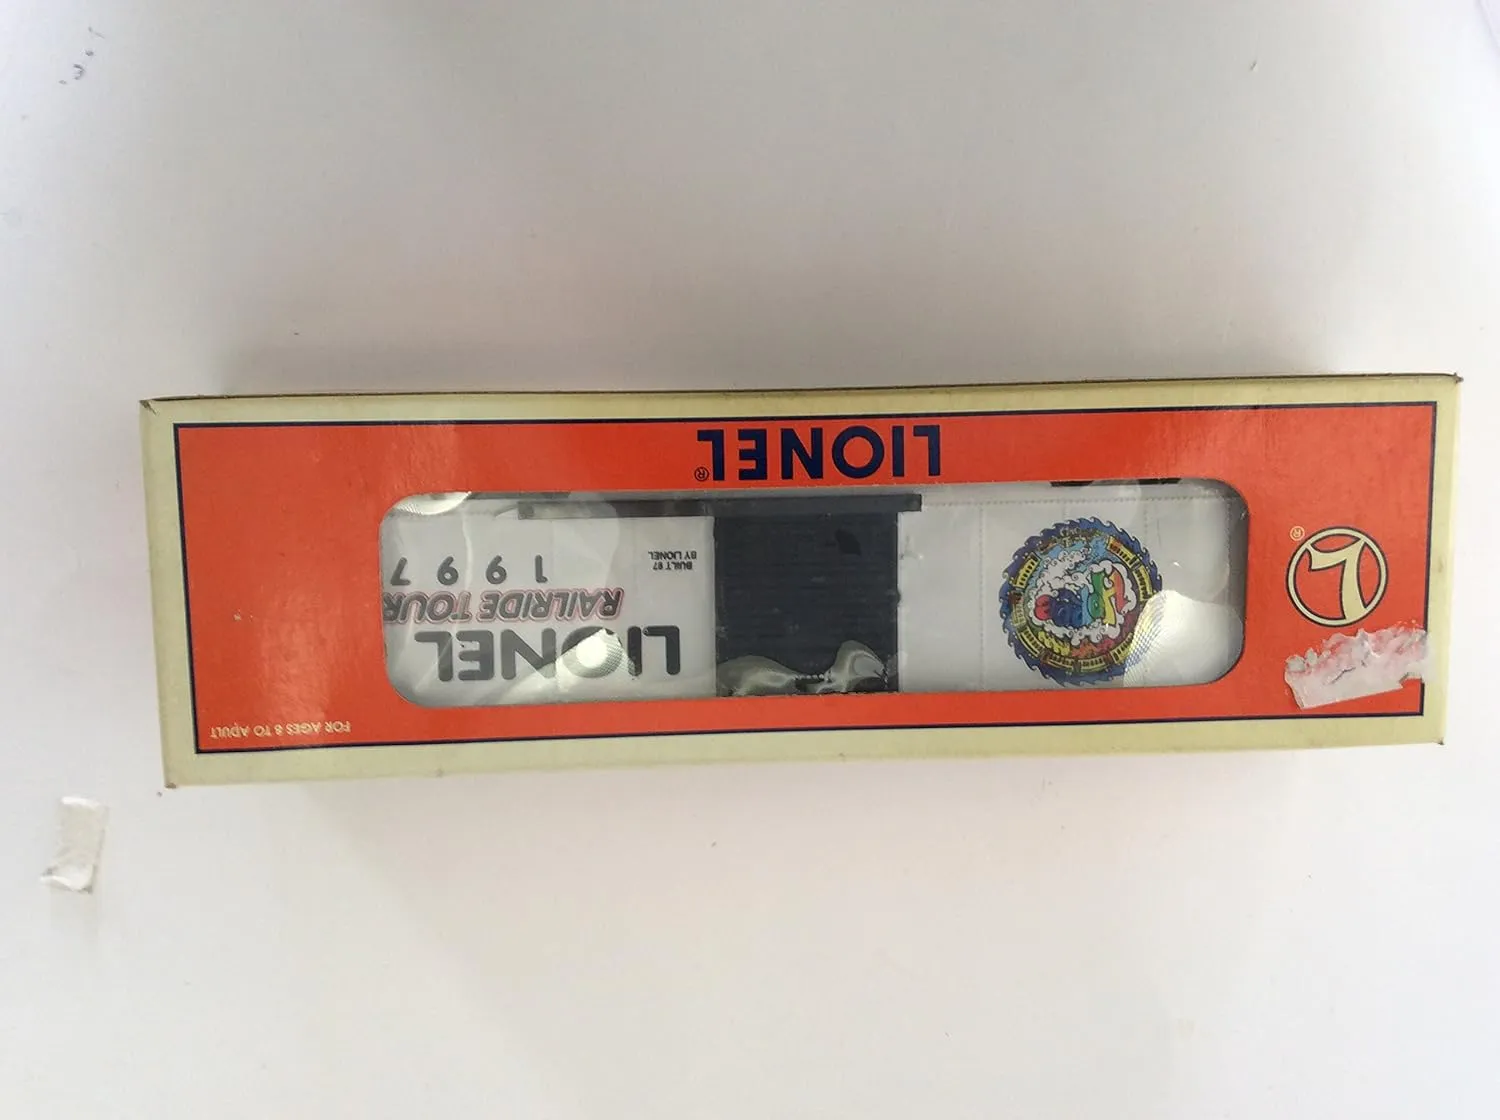 LIONEL®
L®
BUILT 97
BY LIONEL
1997
RAILRIDE TOUR
LIONEL
FOR AGES 8 TO ADULT